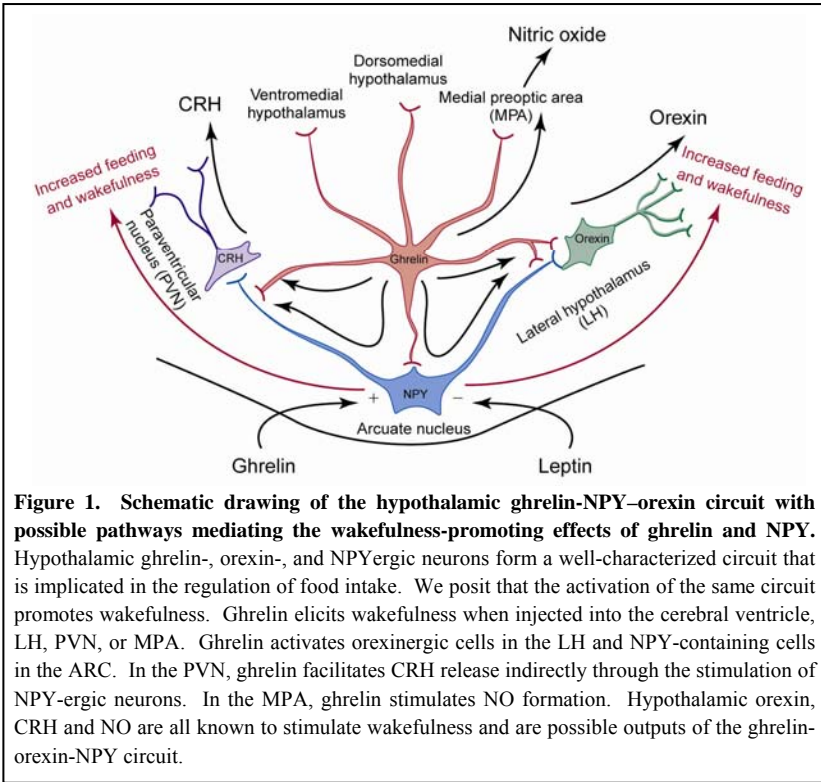 Nitric oxide
Dorsomedial
hypothalamus
CRH
Ventromedial
hypothalamus
Medial preoptic area
(MPA)
Orexin
Increased feeding
and wakefulness
Increased feeding
and wakefulness
Paraventricular
nucleus (PVN)
CRH
Ghrelin
Orexin
Lateral hypothalamus
(LH)
+
NPY
−
Arcuate nucleus
Ghrelin
Leptin
Figure 1. Schematic drawing of the hypothalamic ghrelin-NPY–orexin circuit with
possible pathways mediating the wakefulness-promoting effects of ghrelin and NPY.
Hypothalamic ghrelin-, orexin-, and NPYergic neurons form a well-characterized circuit that
is implicated in the regulation of food intake. We posit that the activation of the same circuit
promotes wakefulness. Ghrelin elicits wakefulness when injected into the cerebral ventricle,
LH, PVN, or MPA. Ghrelin activates orexinergic cells in the LH and NPY-containing cells
in the ARC. In the PVN, ghrelin facilitates CRH release indirectly through the stimulation of
NPY-ergic neurons. In the MPA, ghrelin stimulates NO formation. Hypothalamic orexin,
CRH and NO are all known to stimulate wakefulness and are possible outputs of the ghrelin-
orexin-NPY circuit.